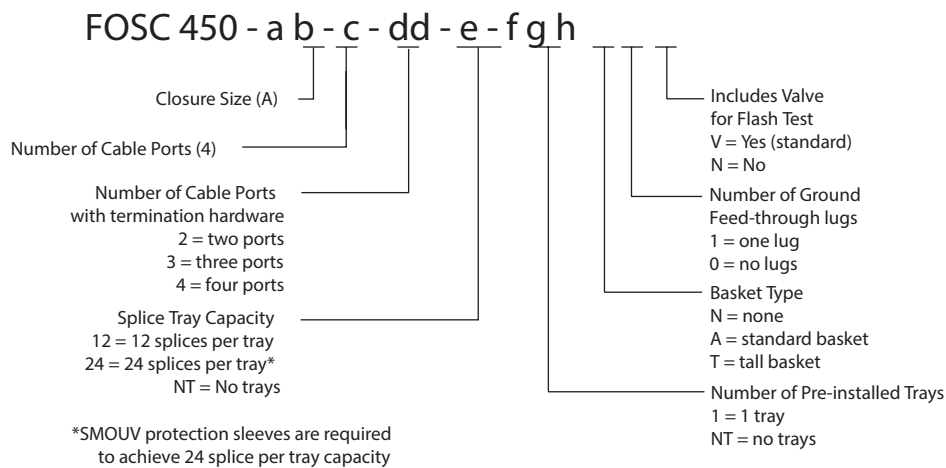 FOSC 450 - a b - c - dd - e - f g h
Closure Size (A)
Number of Cable Ports (4)
Number of Cable Ports
with termination hardware
2 = two ports
3 = three ports
4 = four ports
Splice Tray Capacity
12 = 12 splices per tray
24 = 24 splices per tray*
NT = No trays
*SMOUV protection sleeves are required
to achieve 24 splice per tray capacity
Includes Valve
for Flash Test
V = Yes (standard)
N = No
Number of Ground
Feed-through lugs
1 = one lug
0 = no lugs
Basket Type
N = none
A = standard basket
T = tall basket
Number of Pre-installed Trays
1 = 1 tray
NT = no trays